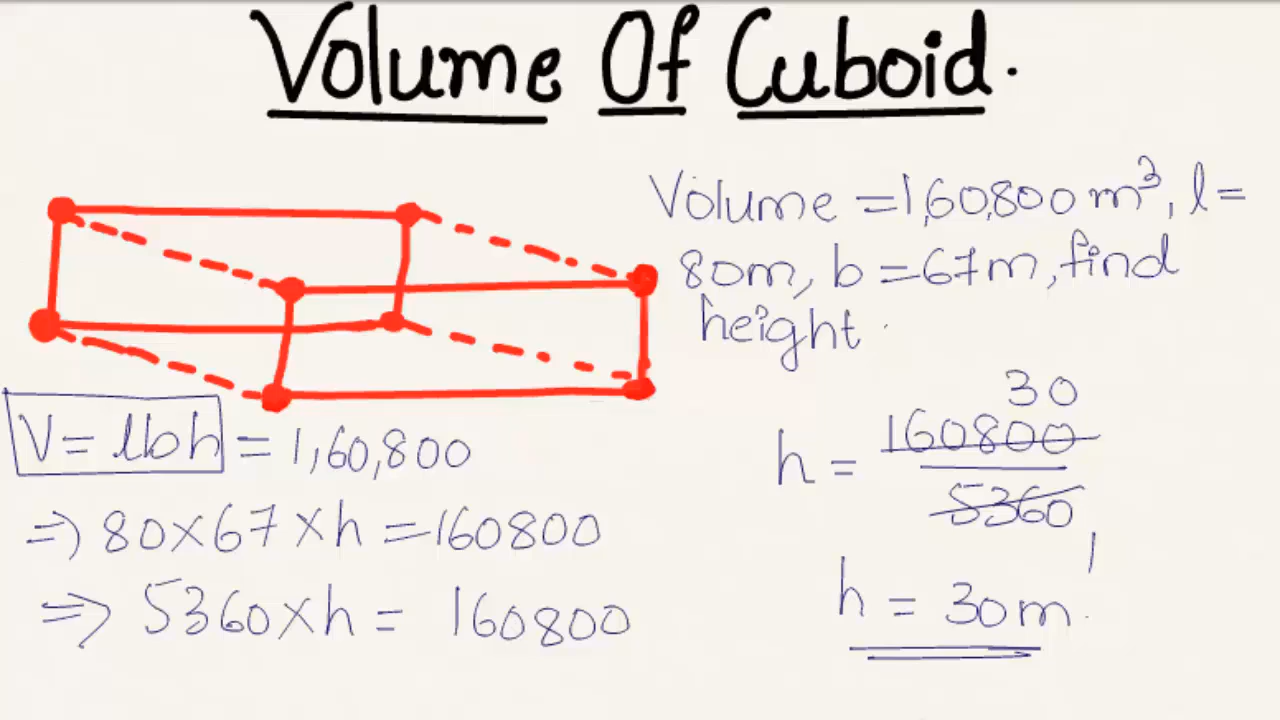 Volume Of Cuboid.
Volume = 1,60,800 m³, l =
80m, b = 67m, find
height.
V = lbh = 1,60,800
=> 80 × 67 × h = 160800
=> 5360 × h = 160800
30
h = 160800
5360
1
h = 30m.